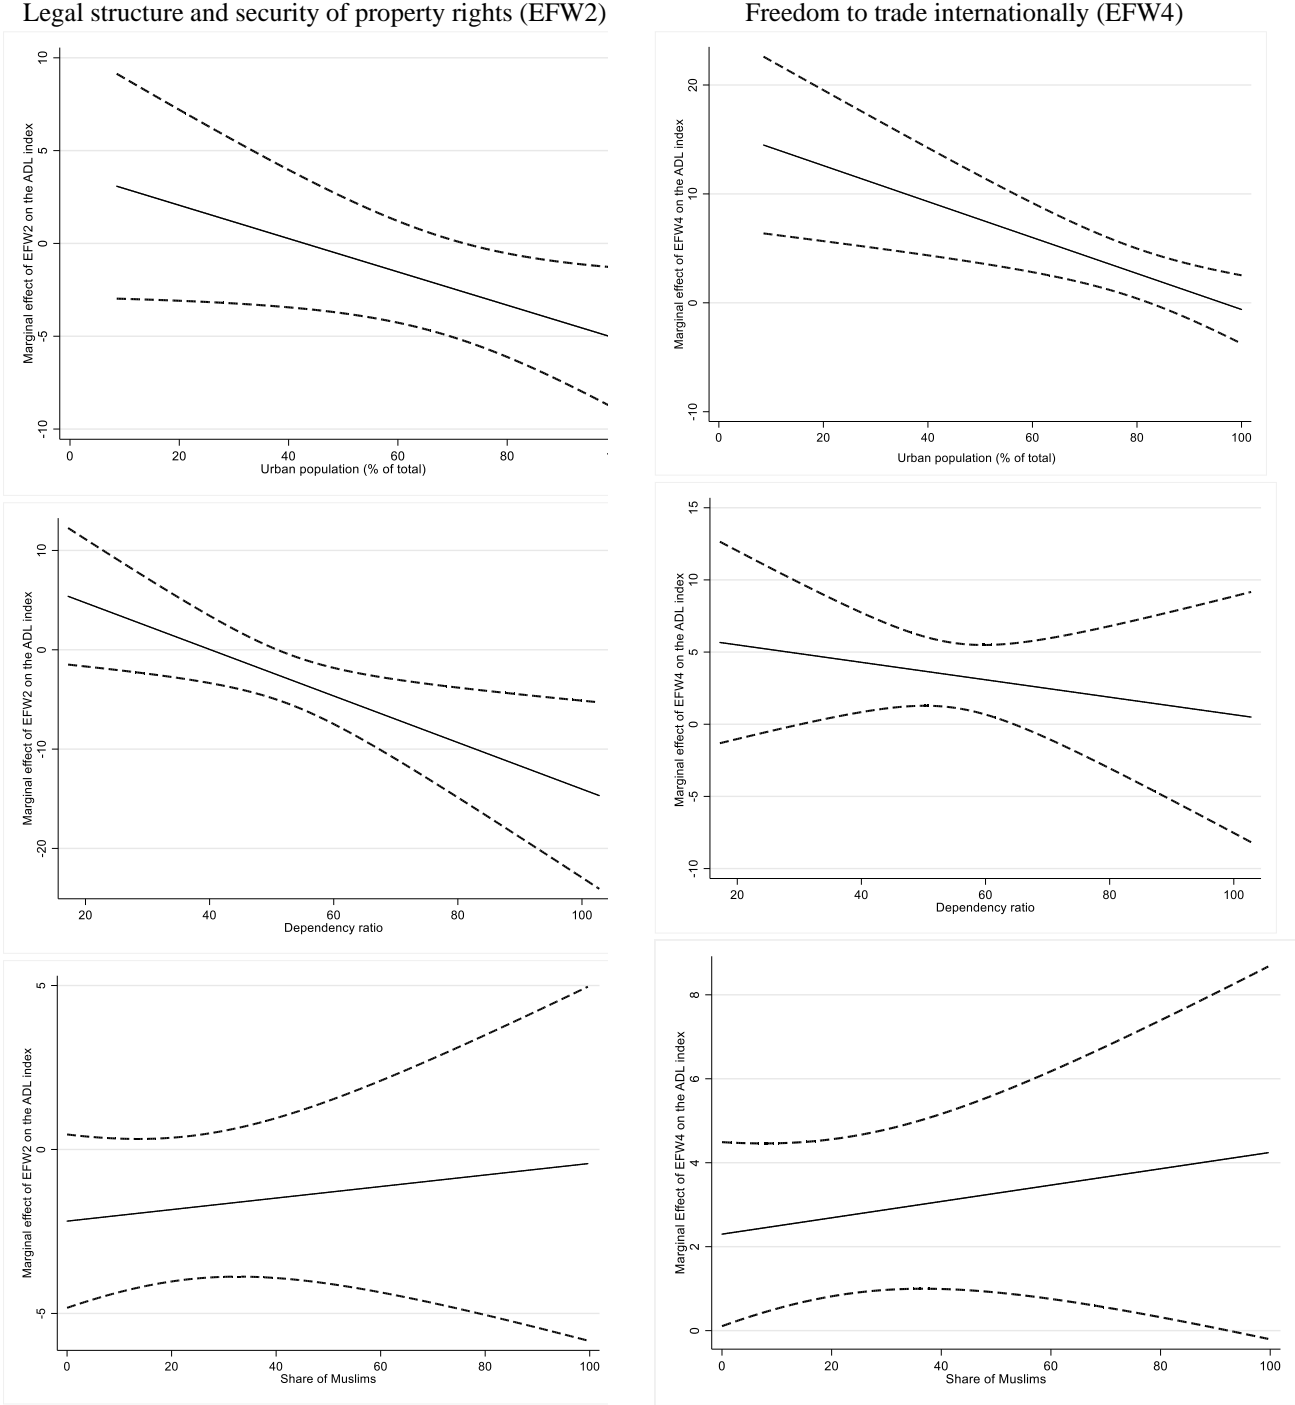 Legal structure and security of property rights (EFW2)
Freedom to trade internationally (EFW4)
Marginal effect of EFW2 on the ADL index
10
5
0
-5
-10
0 20 40 60 80
Urban population (% of total)
Marginal effect of EFW4 on the ADL index
20
10
0
-10
0 20 40 60 80 100
Urban population (% of total)
Marginal effect of EFW2 on the ADL index
10
0
-10
-20
20 40 60 80 100
Dependency ratio
Marginal effect of EFW4 on the ADL index
15
10
5
0
-5
-10
20 40 60 80 100
Dependency ratio
Marginal effect of EFW2 on the ADL index
5
0
-5
0 20 40 60 80 100
Share of Muslims
Marginal Effect of EFW4 on the ADL index
8
6
4
2
0
0 20 40 60 80 100
Share of Muslims